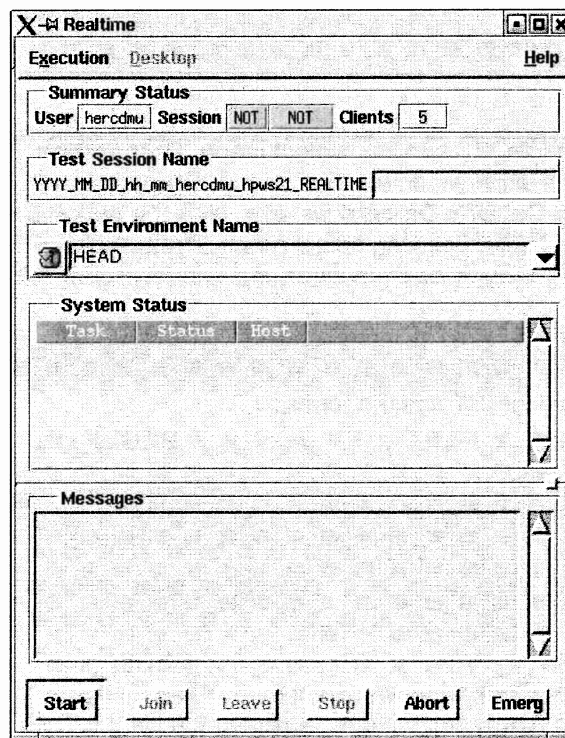 Realtime
Execution Desktop Help
Summary Status
User hercdmu Session NOT NOT Clients 5
Test Session Name
YYYY_MM_DD_hh_mm_hercdmu_hpws21_REALTIME
Test Environment Name
HEAD
System Status
Task Status Host
Messages
Start Join Leave Stop Abort Emerg